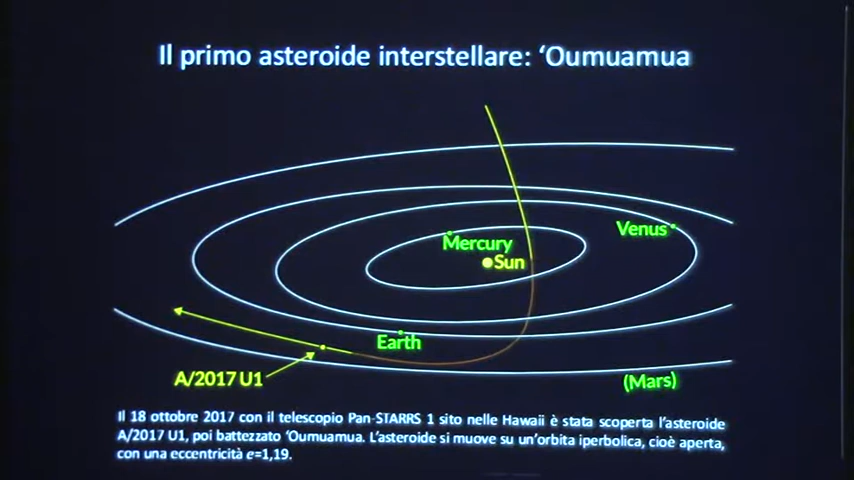 Il primo asteroide interstellare: ‘Oumuamua
Venus
Mercury
Sun
Earth
A/2017 U1
(Mars)
Il 18 ottobre 2017 con il telescopio Pan-STARRS 1 sito nelle Hawaii è stata scoperta l’asteroide
A/2017 U1, poi battezzato ‘Oumuamua. L’asteroide si muove su un’orbita iperbolica, cioè aperta,
con una eccentricità e=1,19.